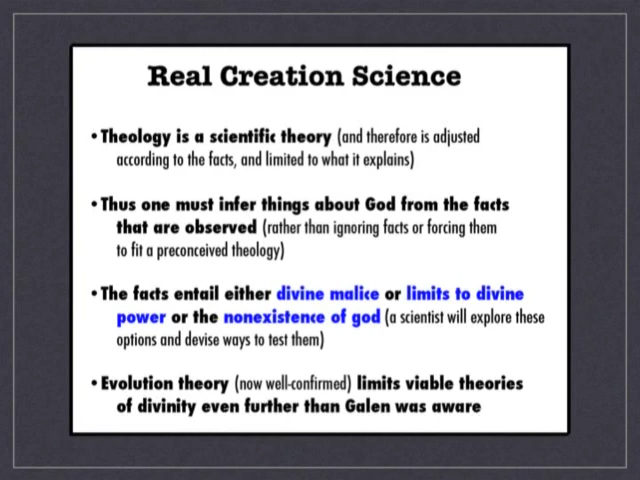 Real Creation Science
• Theology is a scientific theory (and therefore is adjusted
according to the facts, and limited to what it explains)
• Thus one must infer things about God from the facts
that are observed (rather than ignoring facts or forcing them
to fit a preconceived theology)
• The facts entail either divine malice or limits to divine
power or the nonexistence of god (a scientist will explore these
options and devise ways to test them)
• Evolution theory (now well-confirmed) limits viable theories
of divinity even further than Galen was aware